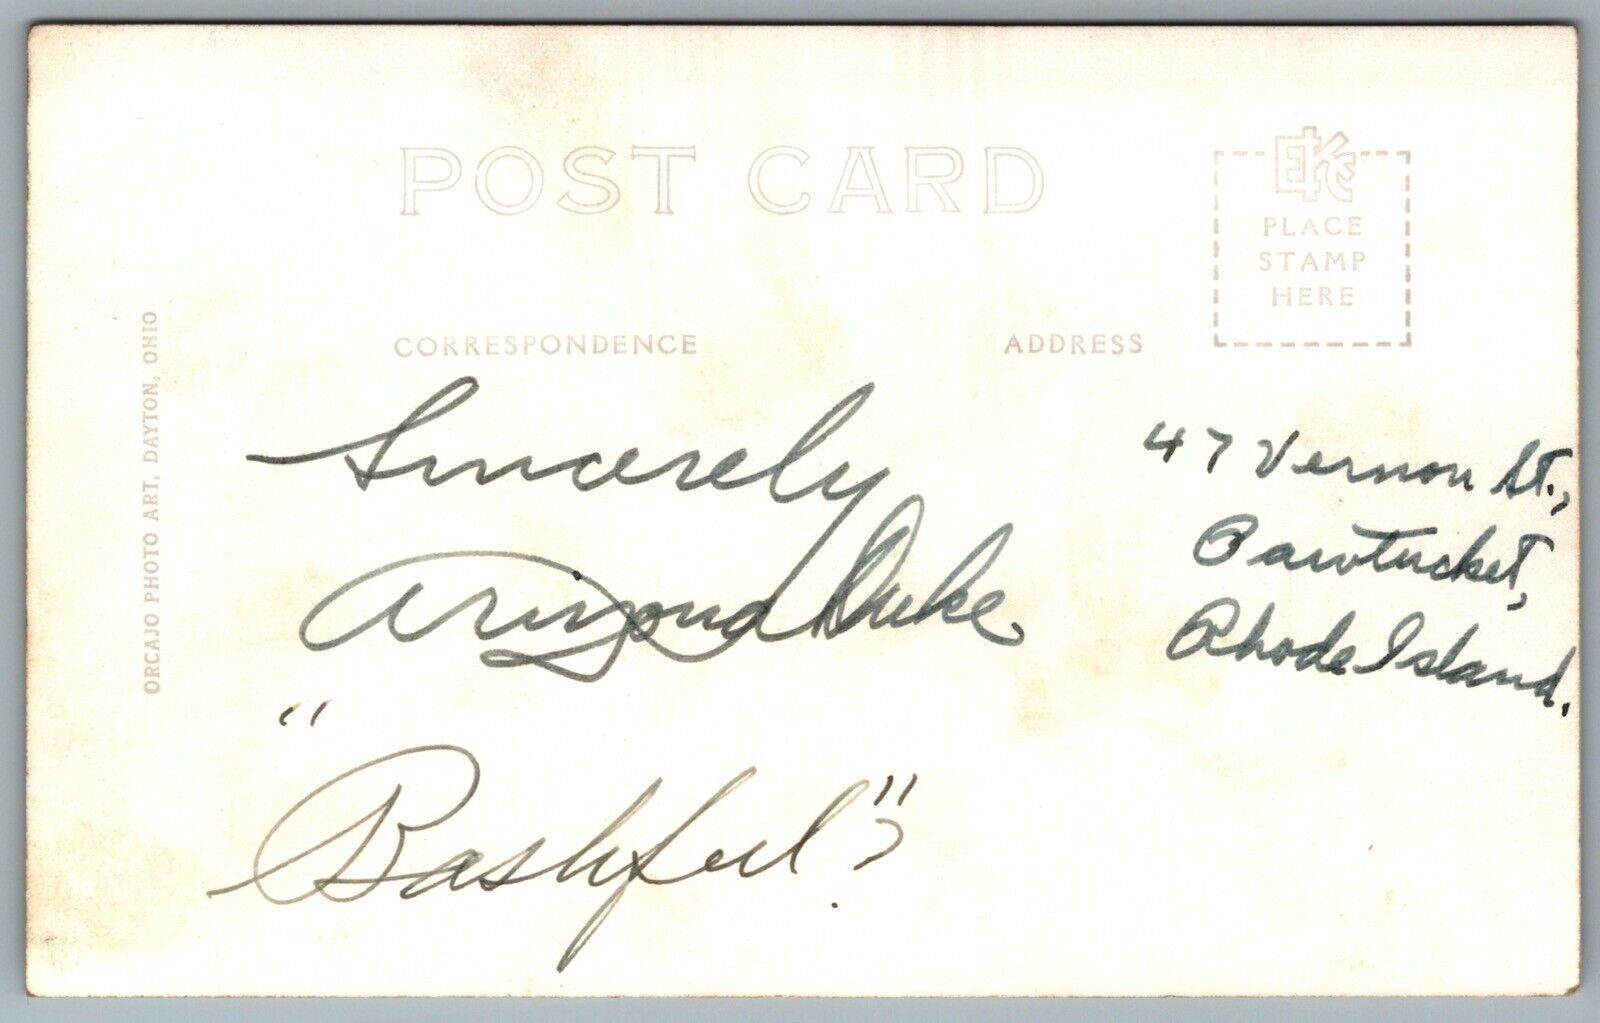 POST CARD
EKC
PLACE
STAMP
HERE
CORRESPONDENCE
ADDRESS
ORCAJO PHOTO ART, DAYTON, OHIO
Sincerely
Arizona Duke
"Bashful".?
47 Vernon St.,
Pawtucket,
Rhode Island.